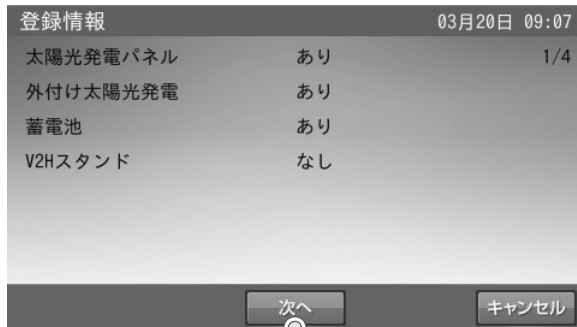 登録情報 03月20日 09:07
太陽光発電パネル あり 1/4
外付け太陽光発電 あり
蓄電池 あり
V2Hスタンド なし
次へ キャンセル